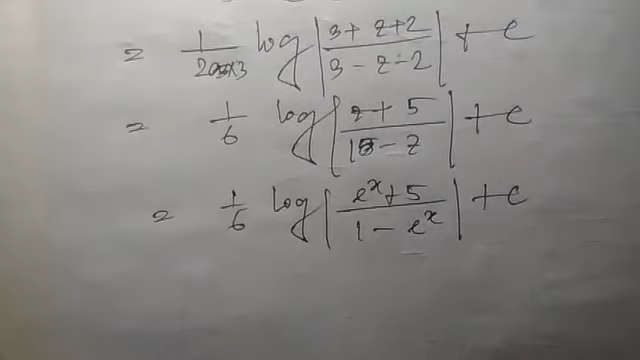 = 1/2×3 log |3 + z + 2 / 3 - z - 2| + c
= 1/6 log |z + 5 / 1 - z| + c
= 1/6 log |e^x + 5 / 1 - e^x| + c